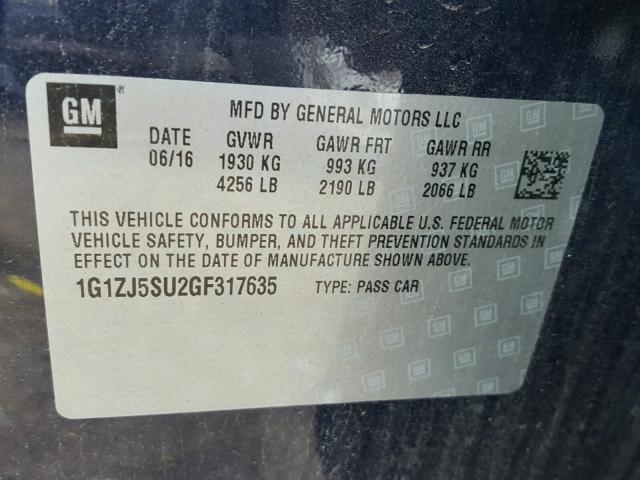 GM
MFD BY GENERAL MOTORS LLC
DATE GVWR GAWR FRT GAWR RR
06/16 1930 KG 993 KG 937 KG
4256 LB 2190 LB 2066 LB
THIS VEHICLE CONFORMS TO ALL APPLICABLE U.S. FEDERAL MOTOR
VEHICLE SAFETY, BUMPER, AND THEFT PREVENTION STANDARDS IN
EFFECT ON THE DATE OF MANUFACTURE SHOWN ABOVE.
1G1ZJ5SU2GF317635 TYPE: PASS CAR